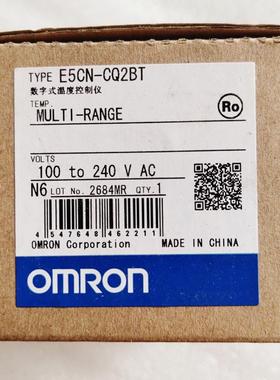 TYPE E5CN-CQ2BT
数字式温度控制仪
TEMP.
MULTI-RANGE
Ro
VOLTS
100 to 240 V AC
N6 LOT No. 2684MR QTY.1
4 547648 462211
OMRON Corporation MADE IN CHINA
OMRON